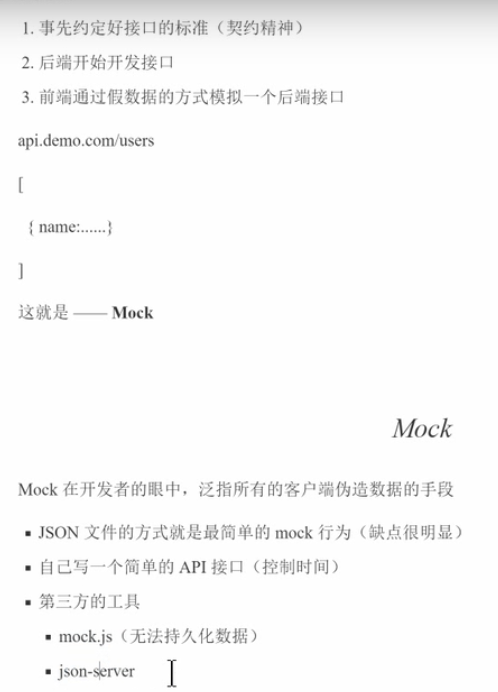 1. 事先约定好接口的标准（契约精神）
2. 后端开始开发接口
3. 前端通过假数据的方式模拟一个后端接口
api.demo.com/users
[
{ name:......}
]
这就是 —— Mock
Mock
Mock 在开发者的眼中，泛指所有的客户端伪造数据的手段
▪ JSON 文件的方式就是最简单的 mock 行为（缺点很明显）
▪ 自己写一个简单的 API 接口（控制时间）
▪ 第三方的工具
▪ mock.js（无法持久化数据）
▪ json-server